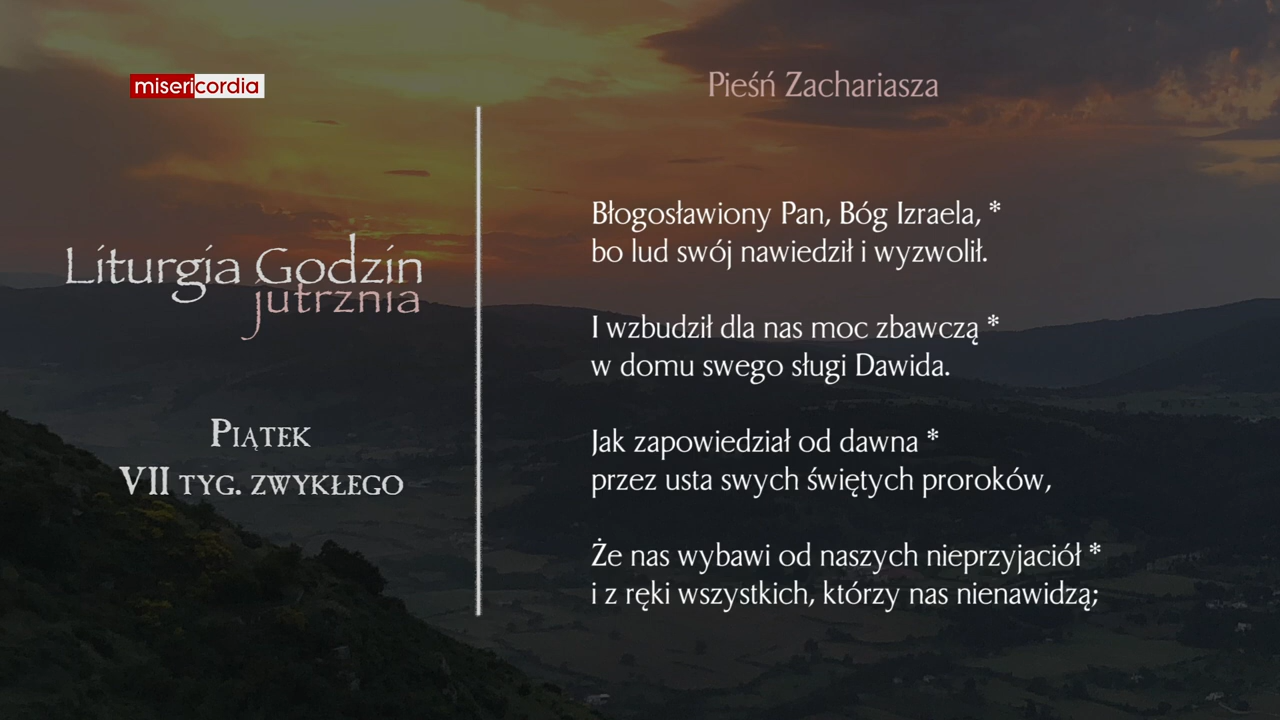 misericordia
Liturgia Godzin
jutrznia
Piątek
VII tyg. zwykłego
Pieśń Zachariasza
Błogosławiony Pan, Bóg Izraela, *
bo lud swój nawiedził i wyzwolił.
I wzbudził dla nas moc zbawczą *
w domu swego sługi Dawida.
Jak zapowiedział od dawna *
przez usta swych świętych proroków,
Że nas wybawi od naszych nieprzyjaciół *
i z ręki wszystkich, którzy nas nienawidzą;